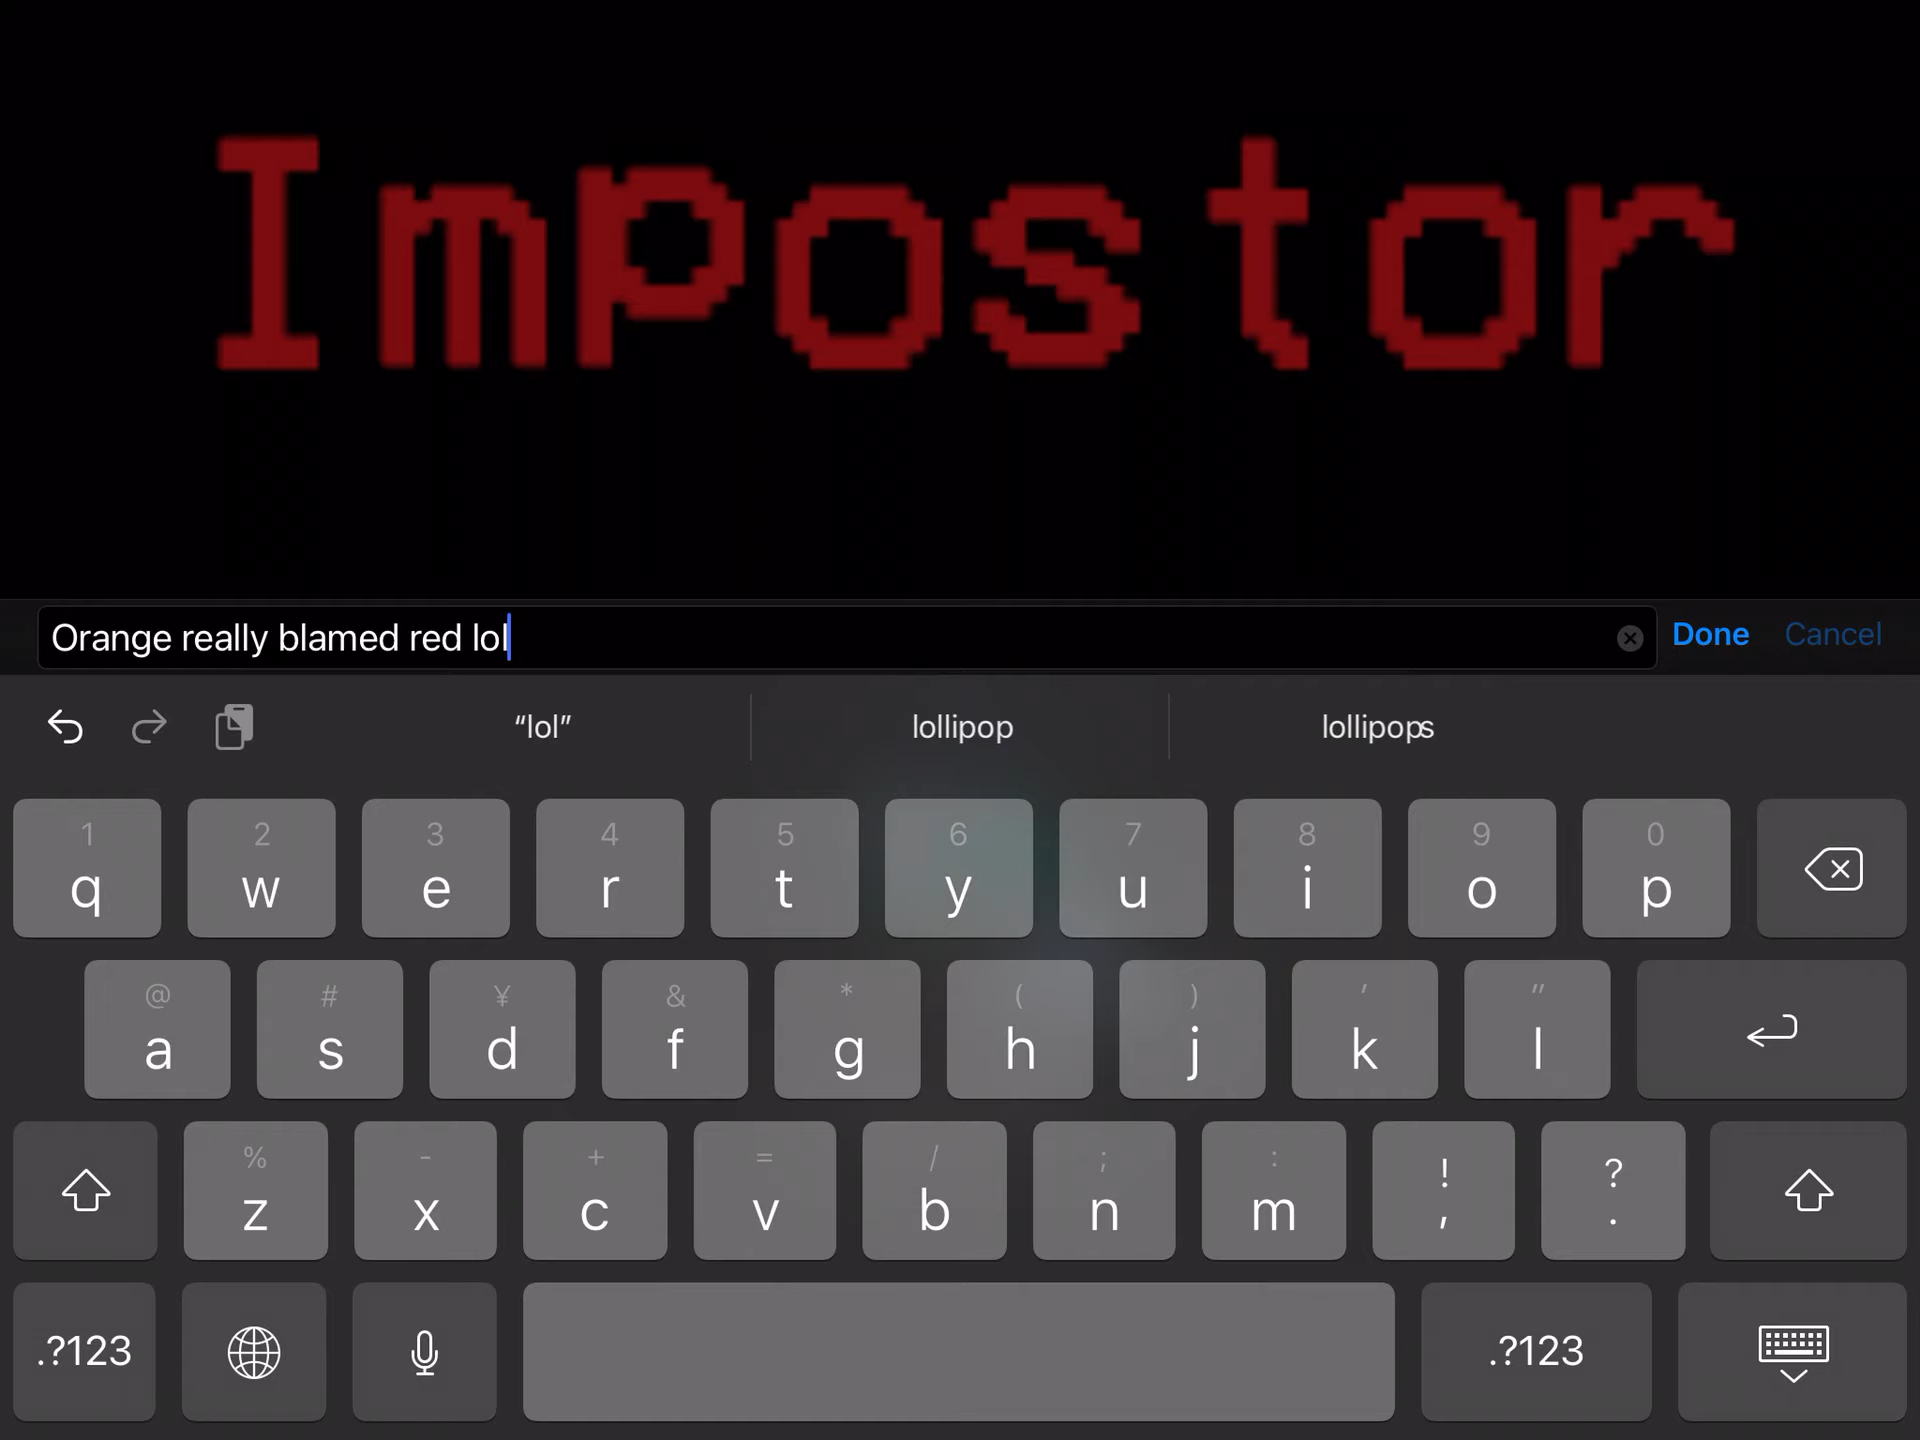 Impostor
Orange really blamed red lol
Done Cancel
“lol” lollipop lollipops
1 2 3 4 5 6 7 8 9 0
q w e r t y u i o p
@ # ¥ & * ( ) ' "
a s d f g h j k l
% - + = / ; : ! ?
z x c v b n m , .
.?123 .?123